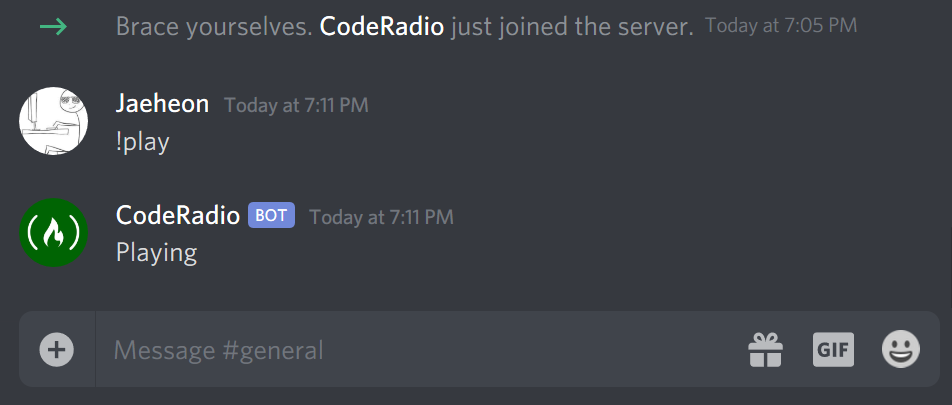 Brace yourselves. CodeRadio just joined the server. Today at 7:05 PM
Jaeheon Today at 7:11 PM
!play
CodeRadio BOT Today at 7:11 PM
Playing
Message #general GIF